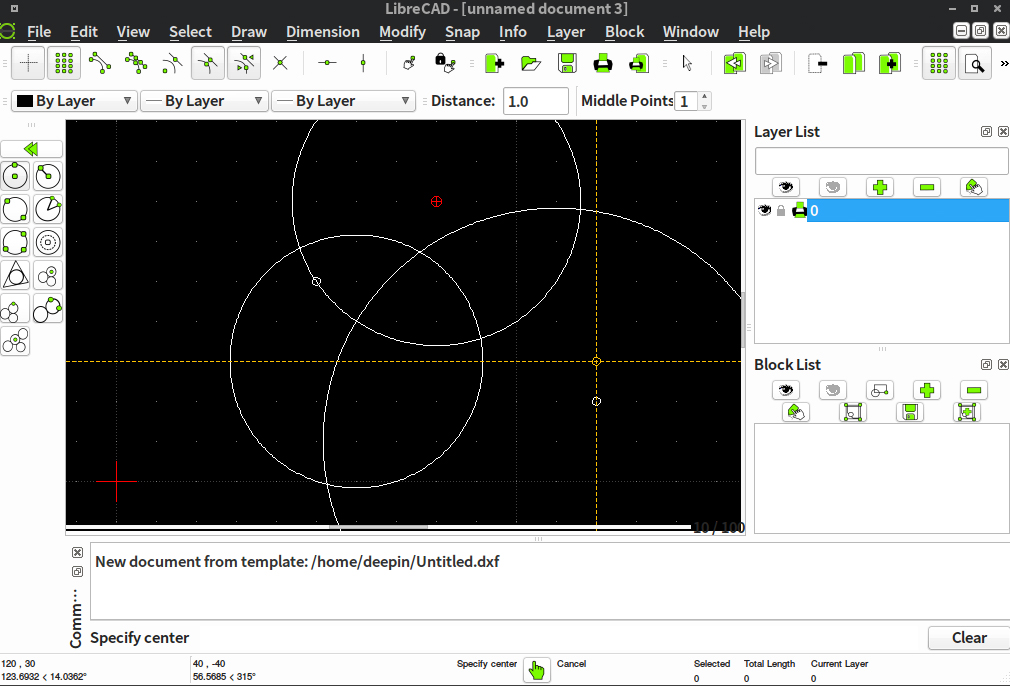 LibreCAD - [unnamed document 3]
File Edit View Select Draw Dimension Modify Snap Info Layer Block Window Help
»
By Layer By Layer By Layer Distance: 1.0 Middle Points 1
Layer List
0
Block List
10 / 100
New document from template: /home/deepin/Untitled.dxf
Comm···
Specify center
Clear
120 , 30 40 , -40 Specify center Cancel Selected Total Length Current Layer
123.6932 < 14.0362° 56.5685 < 315° 0 0 0